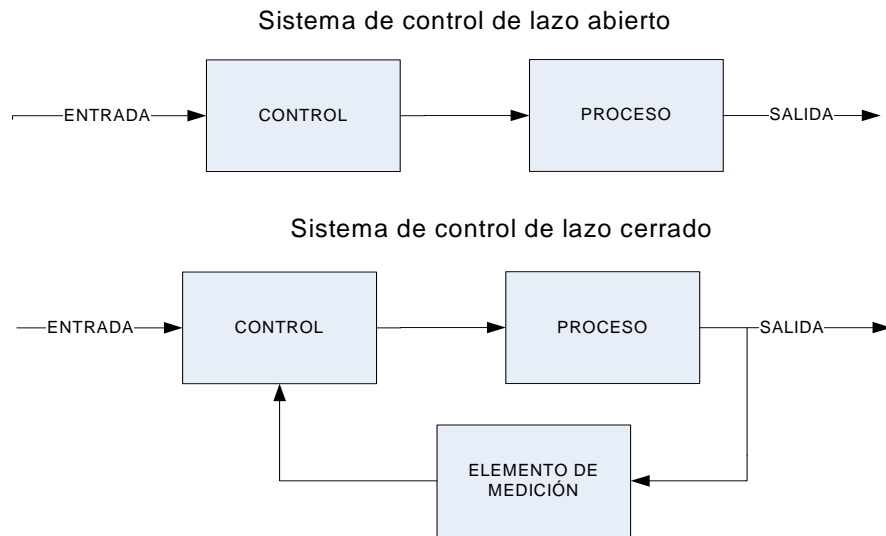 Sistema de control de lazo abierto
ENTRADA
CONTROL
PROCESO
SALIDA
Sistema de control de lazo cerrado
ENTRADA
CONTROL
PROCESO
SALIDA
ELEMENTO DE
MEDICIÓN